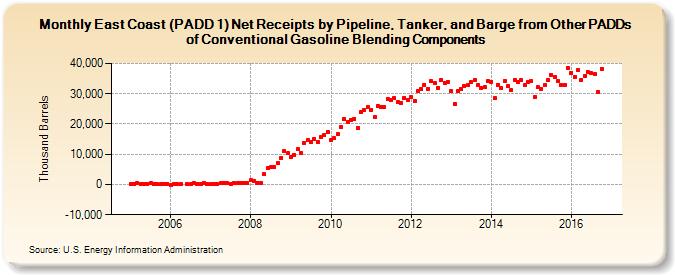 Monthly East Coast (PADD 1) Net Receipts by Pipeline, Tanker, and Barge from Other PADDs
of Conventional Gasoline Blending Components
Thousand Barrels
40,000
30,000
20,000
10,000
0
-10,000
2006 2008 2010 2012 2014 2016
Source: U.S. Energy Information Administration